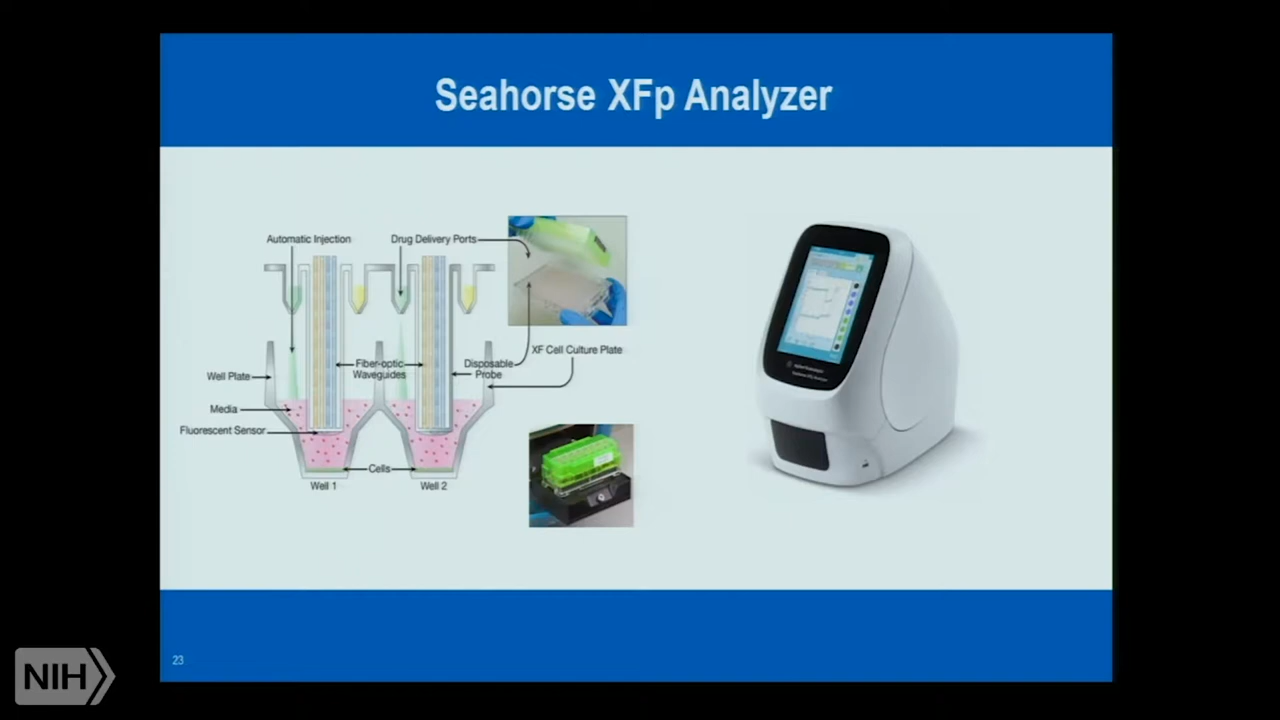 Seahorse XFp Analyzer
Automatic Injection
Drug Delivery Ports
XF Cell Culture Plate
Fiber-optic
Waveguides
Disposable
Probe
Well Plate
Media
Fluorescent Sensor
Cells
Well 1
Well 2
23
NIH